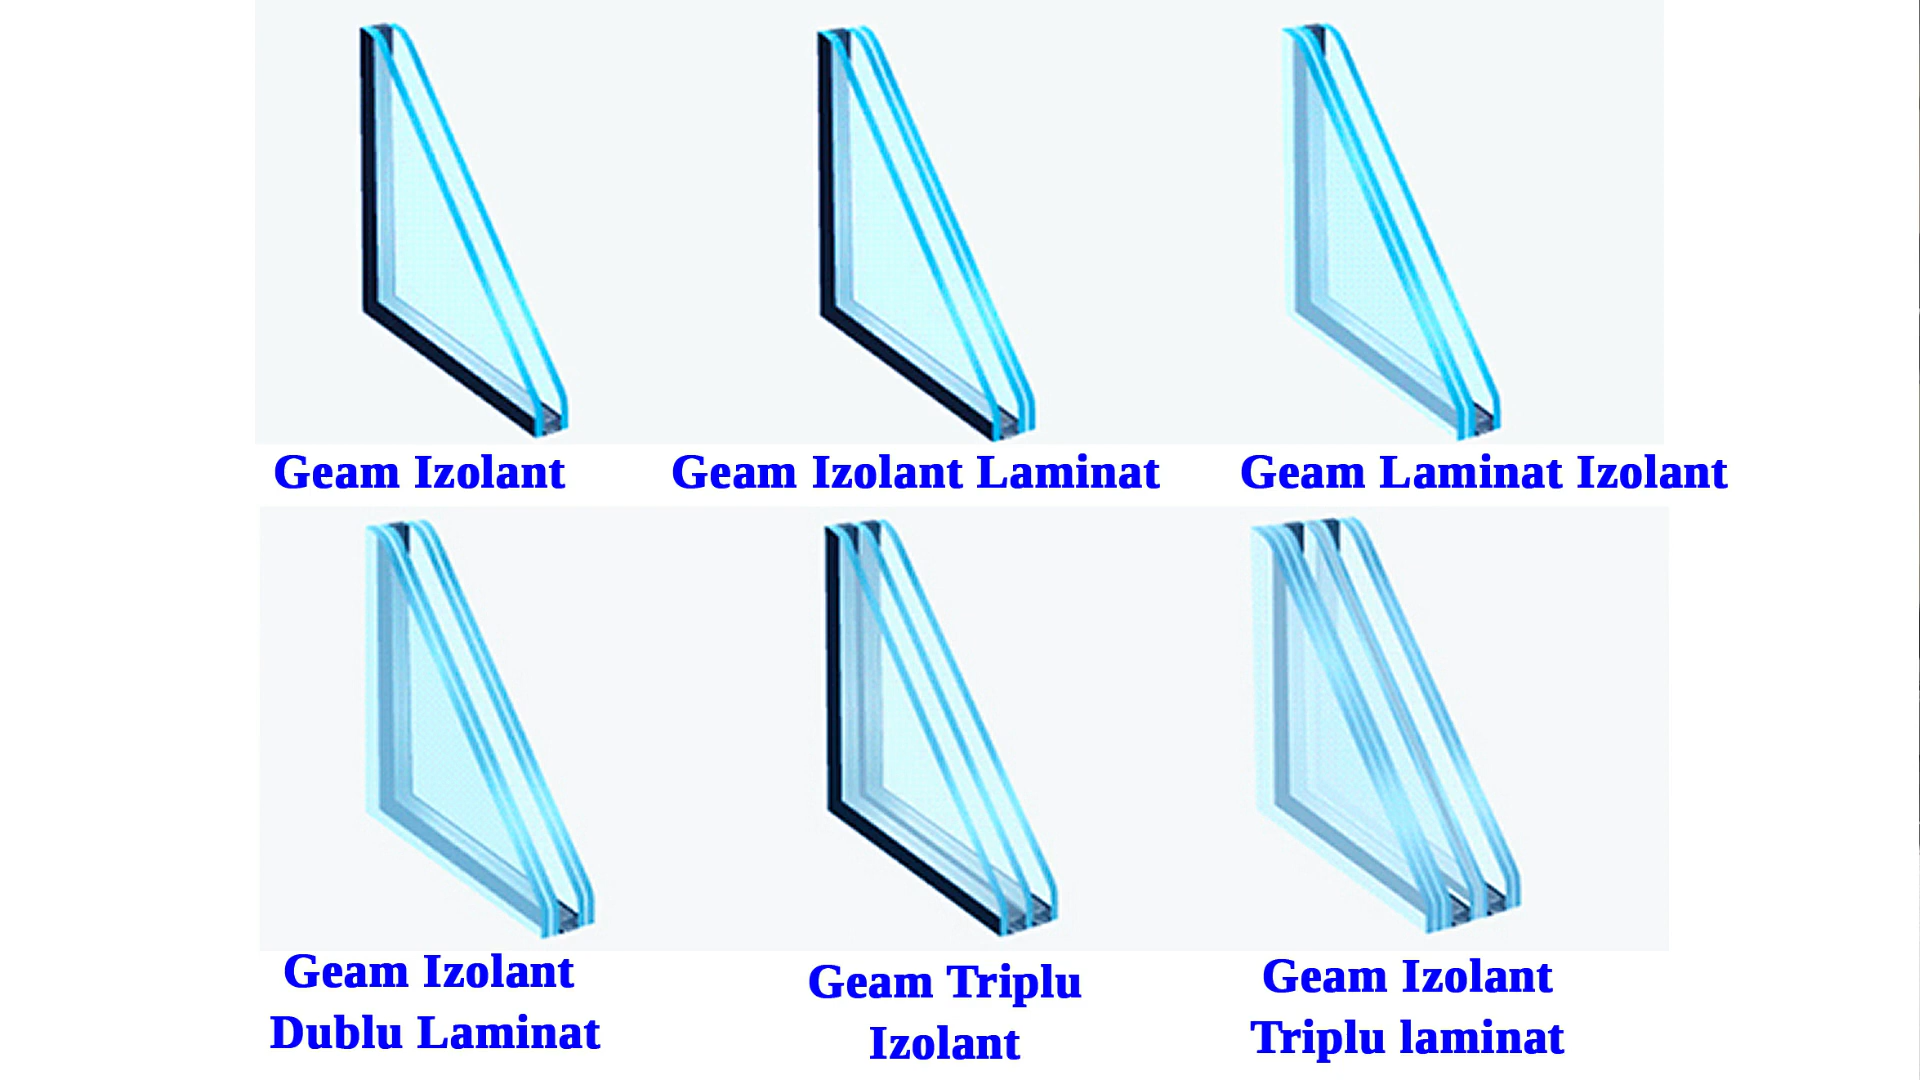 Geam Izolant
Geam Izolant Laminat
Geam Laminat Izolant
Geam Izolant
Dublu Laminat
Geam Triplu
Izolant
Geam Izolant
Triplu laminat